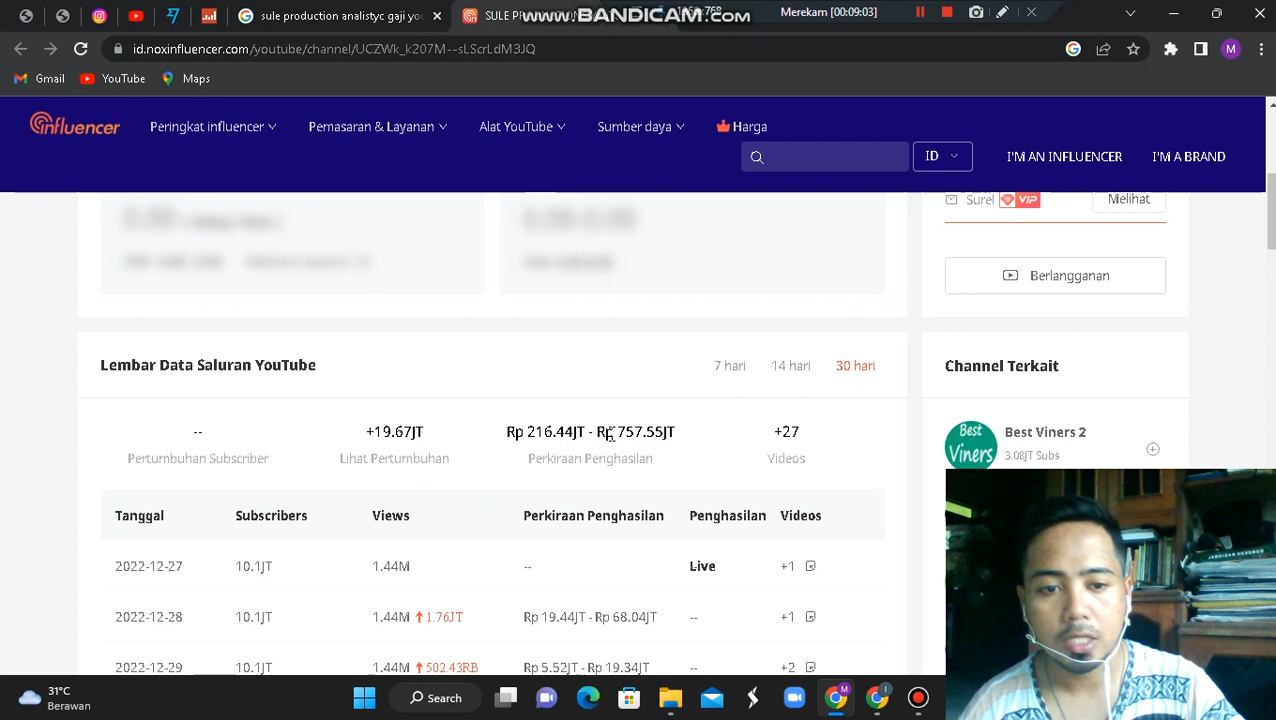 sule production analistyc gaji you
SULE PR
www.BANDICAM.com
Merekam [00:09:03]
id.noxinfluencer.com/youtube/channel/UCZWk_k207M--sLScrLdM3JQ
M
Gmail
YouTube
Maps
influencer
Peringkat influencer
Pemasaran & Layanan
Alat YouTube
Sumber daya
Harga
ID
I'M AN INFLUENCER
I'M A BRAND
Surel VIP
Melihat
Berlangganan
Lembar Data Saluran YouTube
7 hari
14 hari
30 hari
Channel Terkait
--
+19.67JT
Rp 216.44JT - Rp 757.55JT
+27
Pertumbuhan Subscriber
Lihat Pertumbuhan
Perkiraan Penghasilan
Videos
Best Viners
Best Viners 2
3.08JT Subs
Tanggal Subscribers Views Perkiraan Penghasilan Penghasilan Videos
2022-12-27 10.1JT 1.44M -- Live +1
2022-12-28 10.1JT 1.44M ↑ 1.76JT Rp 19.44JT - Rp 68.04JT -- +1
2022-12-29 10.1JT 1.44M ↑ 502.43RB Rp 5.52JT - Rp 19.34JT -- +2
31°C
Berawan
Search